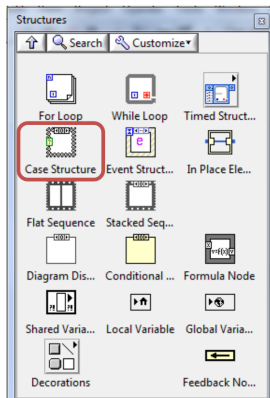 Structures
Search Customize
For Loop While Loop Timed Struct...
Case Structure Event Struct... In Place Ele...
Flat Sequence Stacked Seq...
Diagram Dis... Conditional ... Formula Node
Shared Varia... Local Variable Global Varia...
Decorations Feedback No...